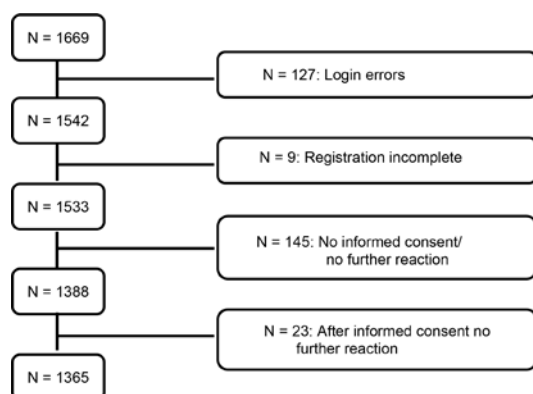 N = 1669
N = 127: Login errors
N = 1542
N = 9: Registration incomplete
N = 1533
N = 145: No informed consent/
no further reaction
N = 1388
N = 23: After informed consent no
further reaction
N = 1365